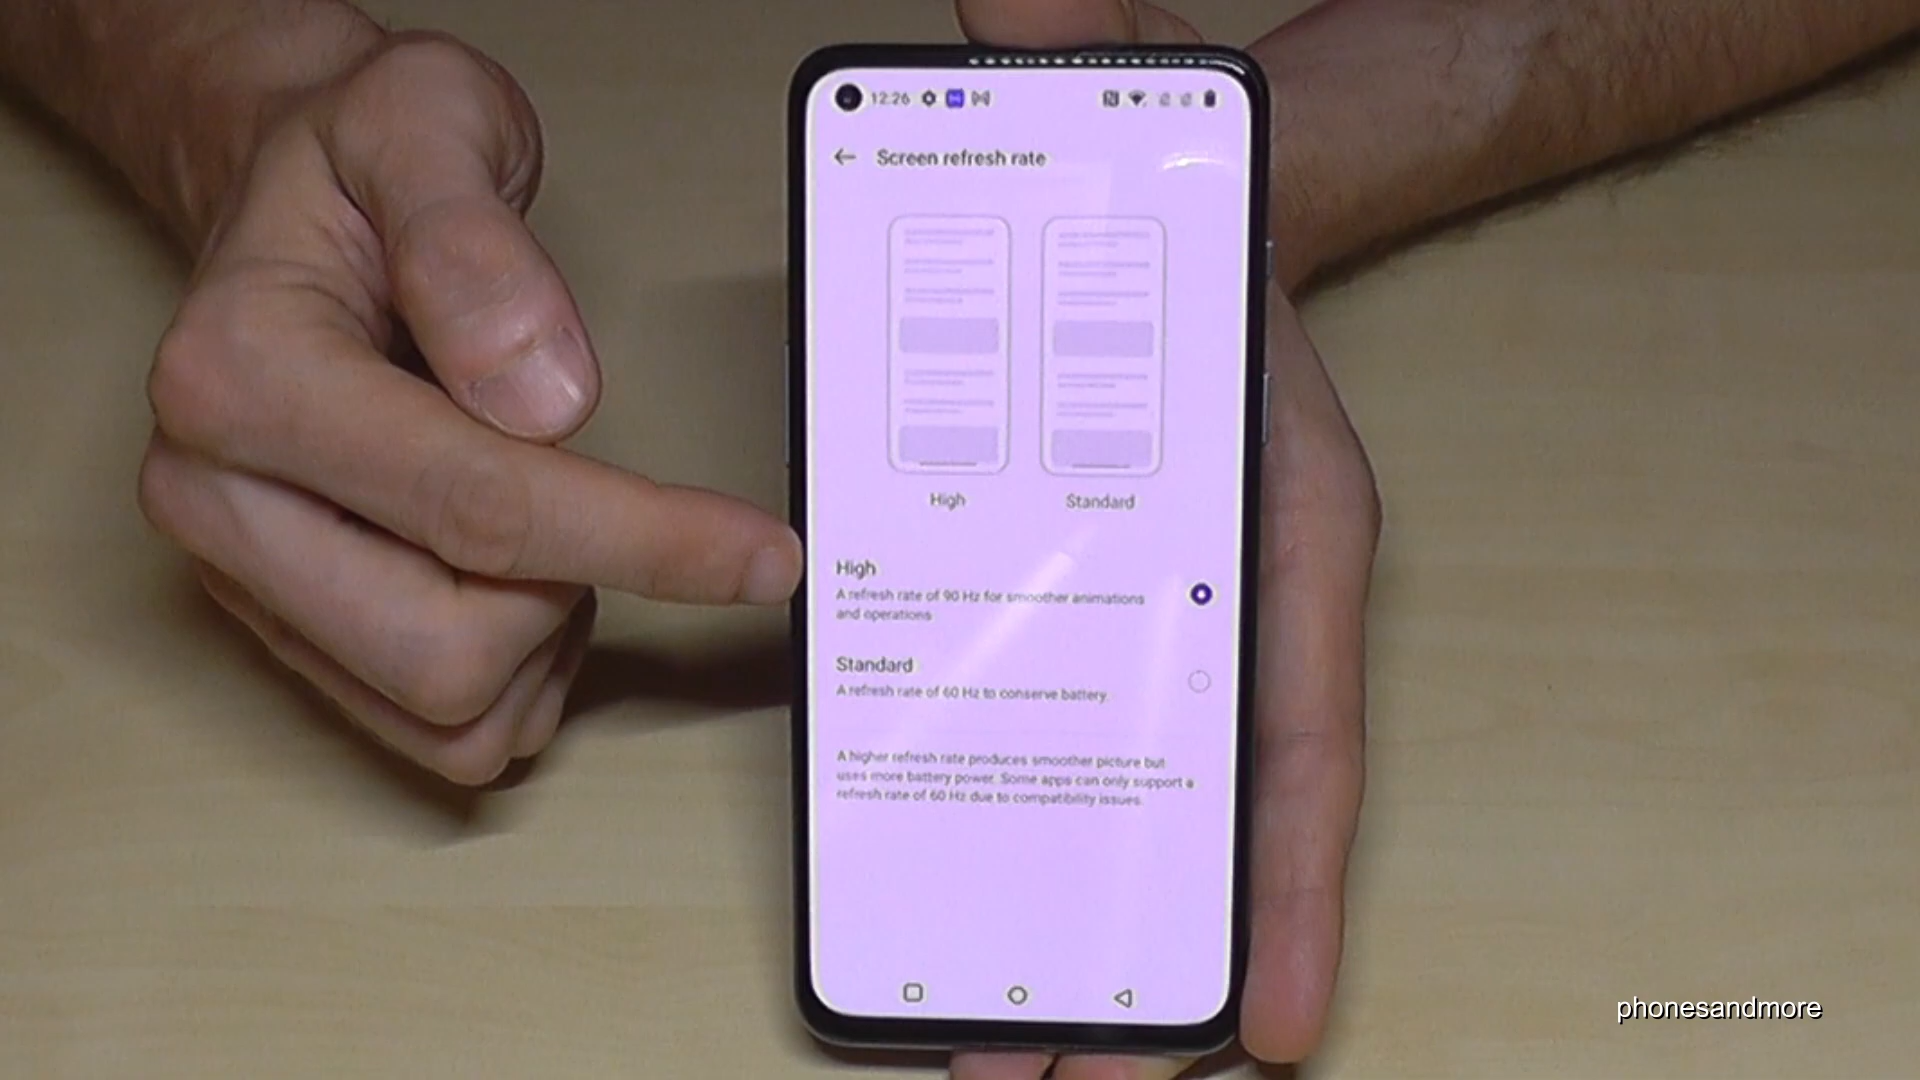 12:26
Screen refresh rate
High
Standard
High
A refresh rate of 90 Hz for smoother animations
and operations
Standard
A refresh rate of 60 Hz to conserve battery.
A higher refresh rate produces smoother picture but
uses more battery power. Some apps can only support a
refresh rate of 60 Hz due to compatibility issues.
phonesandmore